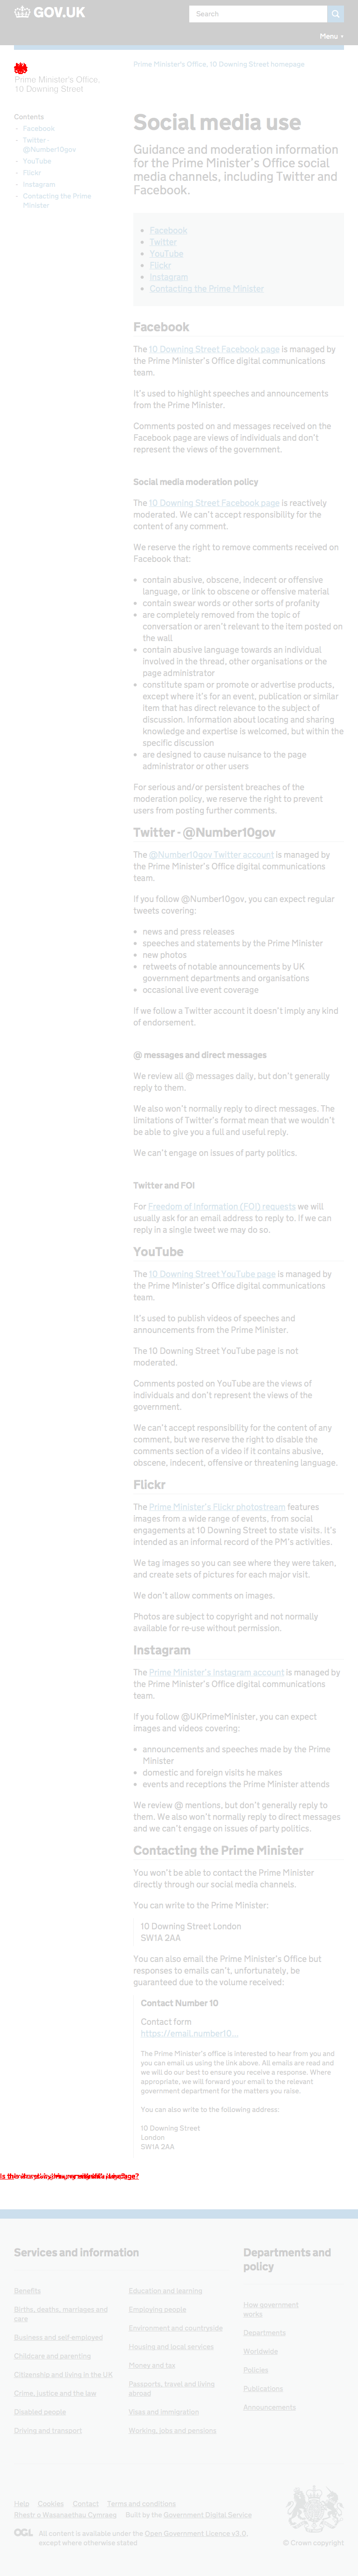 GOV.UK
Search
Menu
Prime Minister's Office, 10 Downing Street homepage
Prime Minister's Office,
10 Downing Street
Contents
Facebook
Twitter -
@Number10gov
YouTube
Flickr
Instagram
Contacting the Prime
Minister
Social media use
Guidance and moderation information
for the Prime Minister's Office social
media channels, including Twitter and
Facebook.
Facebook
Twitter
YouTube
Flickr
Instagram
Contacting the Prime Minister
Facebook
The 10 Downing Street Facebook page is managed by
the Prime Minister's Office digital communications
team.
It's used to highlight speeches and announcements
from the Prime Minister.
Comments posted on and messages received on the
Facebook page are views of individuals and don't
represent the views of the government.
Social media moderation policy
The 10 Downing Street Facebook page is reactively
moderated. We can't accept responsibility for the
content of any comment.
We reserve the right to remove comments received on
Facebook that:
contain abusive, obscene, indecent or offensive
language, or link to obscene or offensive material
contain swear words or other sorts of profanity
are completely removed from the topic of
conversation or aren't relevant to the item posted on
the wall
contain abusive language towards an individual
involved in the thread, other organisations or the
page administrator
constitute spam or promote or advertise products,
except where it's for an event, publication or similar
item that has direct relevance to the subject of
discussion. Information about locating and sharing
knowledge and expertise is welcomed, but within the
specific discussion
are designed to cause nuisance to the page
administrator or other users
For serious and/or persistent breaches of the
moderation policy, we reserve the right to prevent
users from posting further comments.
Twitter - @Number10gov
The @Number10gov Twitter account is managed by
the Prime Minister's Office digital communications
team.
If you follow @Number10gov, you can expect regular
tweets covering:
news and press releases
speeches and statements by the Prime Minister
new photos
retweets of notable announcements by UK
government departments and organisations
occasional live event coverage
If we follow a Twitter account it doesn't imply any kind
of endorsement.
@ messages and direct messages
We review all @ messages daily, but don't generally
reply to them.
We also won't normally reply to direct messages. The
limitations of Twitter's format mean that we wouldn't
be able to give you a full and useful reply.
We can't engage on issues of party politics.
Twitter and FOI
For Freedom of Information (FOI) requests we will
usually ask for an email address to reply to. If we can
reply in a single tweet we may do so.
YouTube
The 10 Downing Street YouTube page is managed by
the Prime Minister's Office digital communications
team.
It's used to publish videos of speeches and
announcements from the Prime Minister.
The 10 Downing Street YouTube page is not
moderated.
Comments posted on YouTube are the views of
individuals and don't represent the views of the
government.
We can't accept responsibility for the content of any
comment, but we reserve the right to disable the
comments section of a video if it contains abusive,
obscene, indecent, offensive or threatening language.
Flickr
The Prime Minister's Flickr photostream features
images from a wide range of events, from social
engagements at 10 Downing Street to state visits. It's
intended as an informal record of the PM's activities.
We tag images so you can see where they were taken,
and create sets of pictures for each major visit.
We don't allow comments on images.
Photos are subject to copyright and not normally
available for re-use without permission.
Instagram
The Prime Minister's Instagram account is managed by
the Prime Minister's Office digital communications
team.
If you follow @UKPrimeMinister, you can expect
images and videos covering:
announcements and speeches made by the Prime
Minister
domestic and foreign visits he makes
events and receptions the Prime Miniater attends
We review @ mentions, but don't generally reply to
them. We also won't normally reply to direct messages
and we can't engage on issues of party politics.
Contacting the Prime Minister
You won't be able to contact the Prime Minister
directly through our social media channels.
You can write to the Prime Minister:
10 Downing Street London
SW1A 2AA
You can also email the Prime Minister's Office but
responses to emails can't, unfortunately, be
guaranteed due to the volume received:
Contact Number 10
Contact form
https://email.number10...
The Prime Minister's office is interested to hear from you and
you can email us using the link above. All emails are read and
we will do our best to ensure you receive a response. Where
appropriate, we will forward your email to the relevant
government department for the matters you raise.
You can also write to the following address:
10 Downing Street
London
SW1A 2AA
Services and information
Benefits
Births, deaths, marriages and
care
Business and self-employed
Childcare and parenting
Citizenship and living in the UK
Crime, justice and the law
Disabled people
Driving and transport
Education and learning
Employing people
Environment and countryside
Housing and local services
Money and tax
Passports, travel and living
abroad
Visas and immigration
Working, jobs and pensions
Departments and
policy
How government
works
Departments
Worldwide
Policies
Publications
Announcements
Help Cookies Contact Terms and conditions
Rhestr o Wasanaethau Cymraeg Built by the Government Digital Service
OGL All content is available under the Open Government Licence v3.0,
except where otherwise stated
© Crown copyright